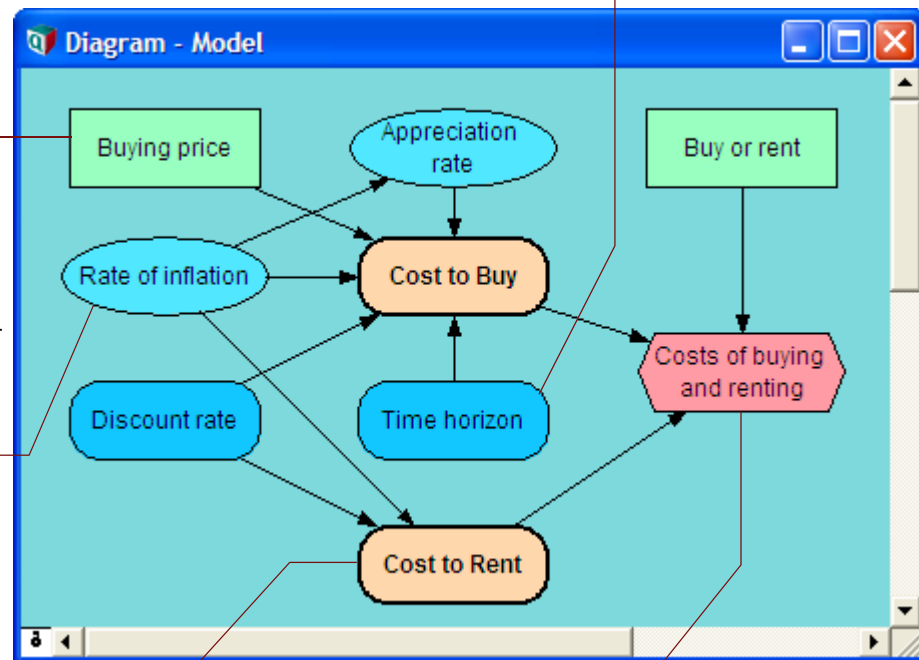 Diagram - Model
Buying price
Appreciation
rate
Buy or rent
Rate of inflation
Cost to Buy
Costs of buying
and renting
Discount rate
Time horizon
Cost to Rent